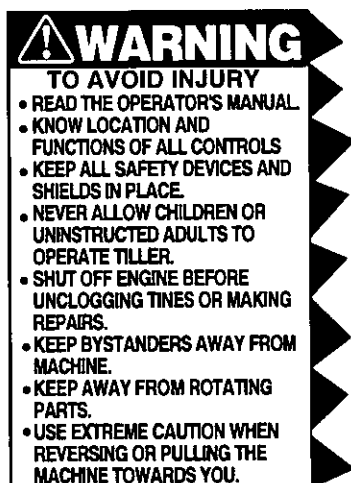 WARNING
TO AVOID INJURY
• READ THE OPERATOR'S MANUAL.
• KNOW LOCATION AND
FUNCTIONS OF ALL CONTROLS
• KEEP ALL SAFETY DEVICES AND
SHIELDS IN PLACE.
• NEVER ALLOW CHILDREN OR
UNINSTRUCTED ADULTS TO
OPERATE TILLER.
• SHUT OFF ENGINE BEFORE
UNCLOGGING TINES OR MAKING
REPAIRS.
• KEEP BYSTANDERS AWAY FROM
MACHINE.
• KEEP AWAY FROM ROTATING
PARTS.
• USE EXTREME CAUTION WHEN
REVERSING OR PULLING THE
MACHINE TOWARDS YOU.